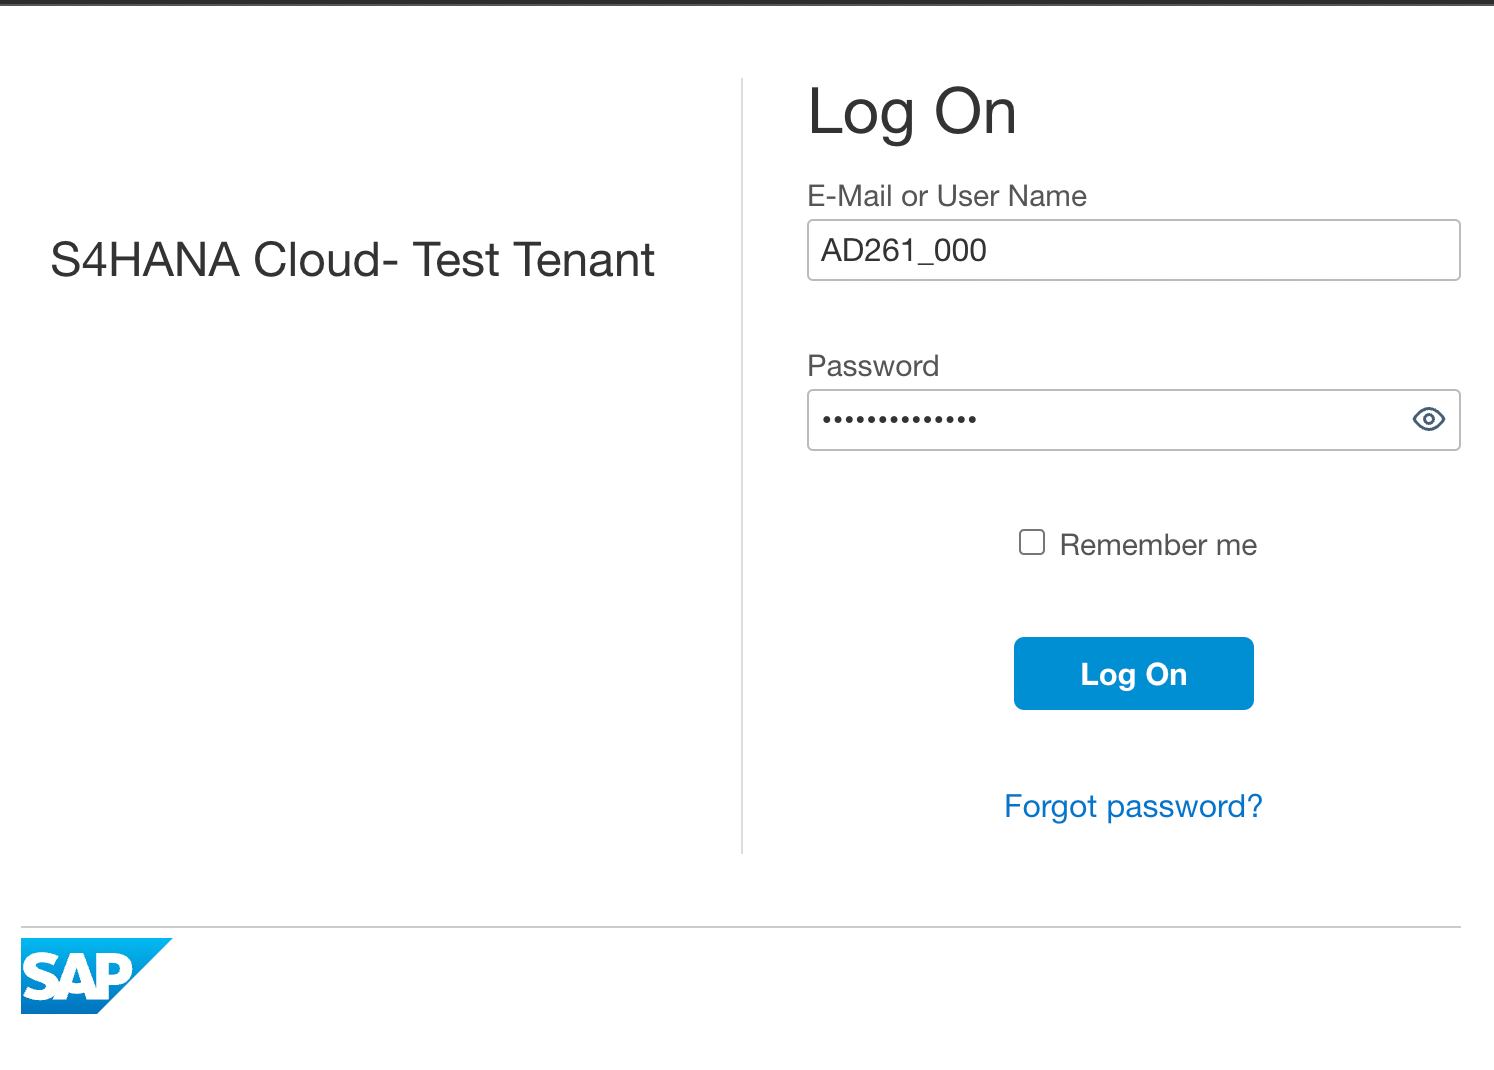 S4HANA Cloud- Test Tenant
Log On
E-Mail or User Name
AD261_000
Password
••••••••••••••
Remember me
Log On
Forgot password?
SAP